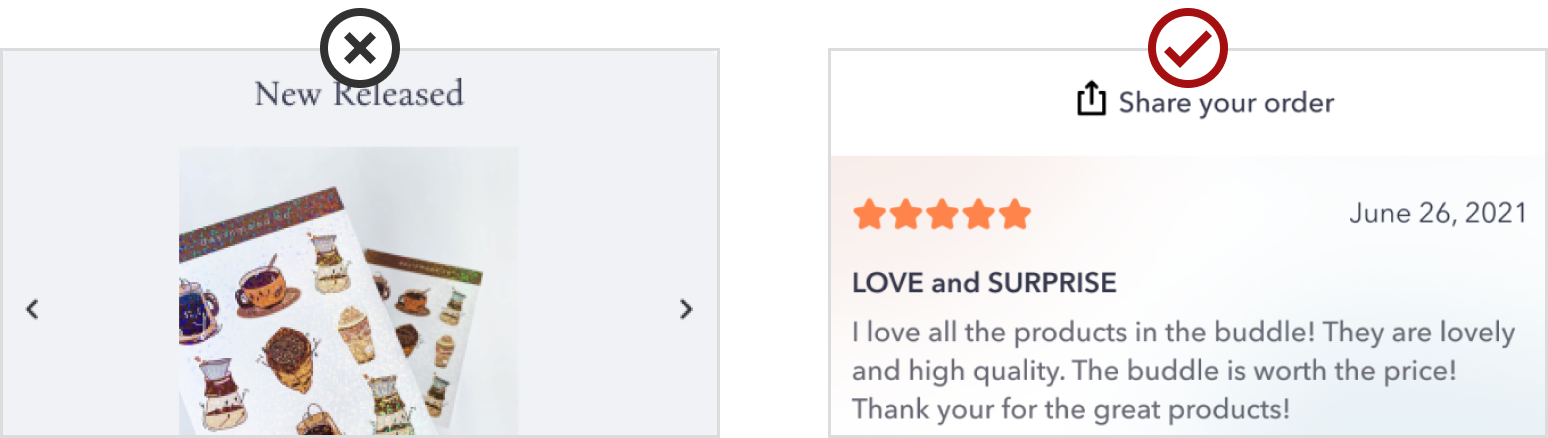 New Released
Share your order
June 26, 2021
LOVE and SURPRISE
I love all the products in the buddle! They are lovely
and high quality. The buddle is worth the price!
Thank your for the great products!